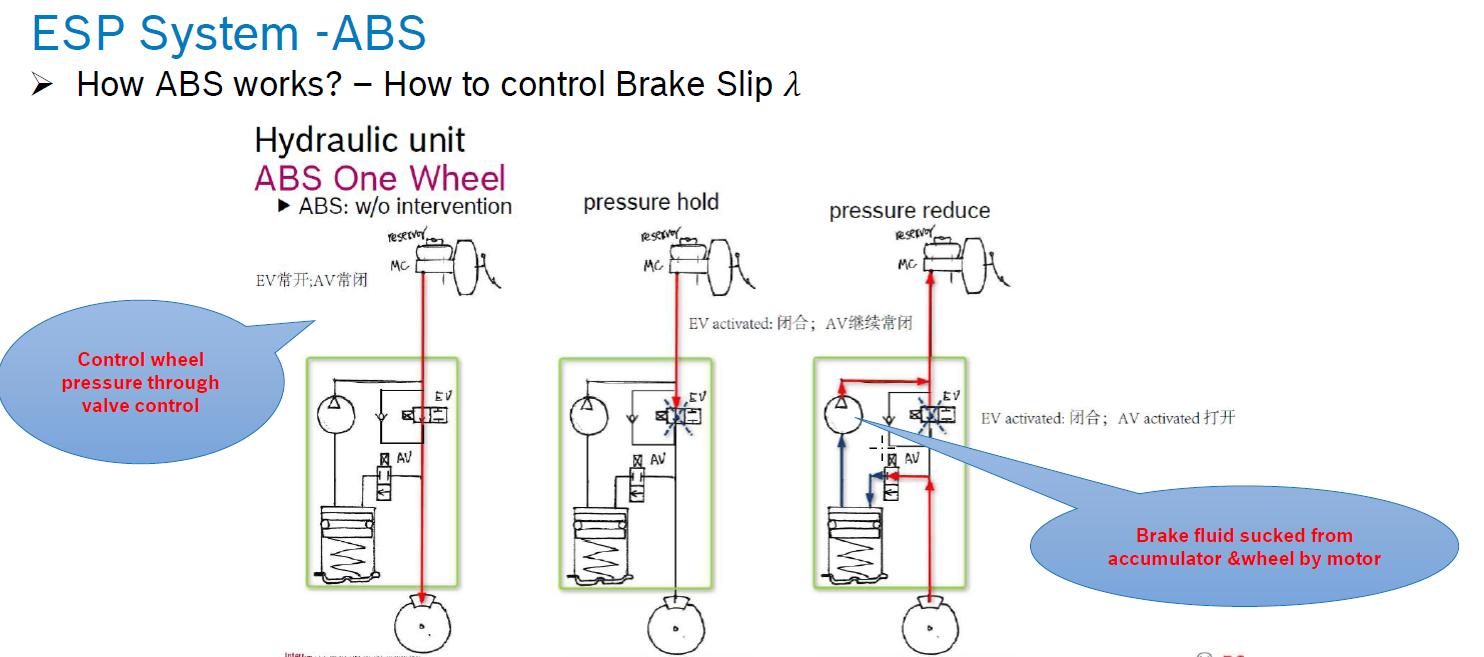 ESP System -ABS
➢ How ABS works? – How to control Brake Slip λ
Hydraulic unit
ABS One Wheel
▶ ABS: w/o intervention
pressure hold
pressure reduce
reservoir
MC
reservoir
MC
reservoir
MC
EV常开;AV常闭
EV activated: 闭合；AV继续常闭
EV activated: 闭合；AV activated 打开
Control wheel
pressure through
valve control
EV
AV
EV
AV
EV
AV
Brake fluid sucked from
accumulator &wheel by motor